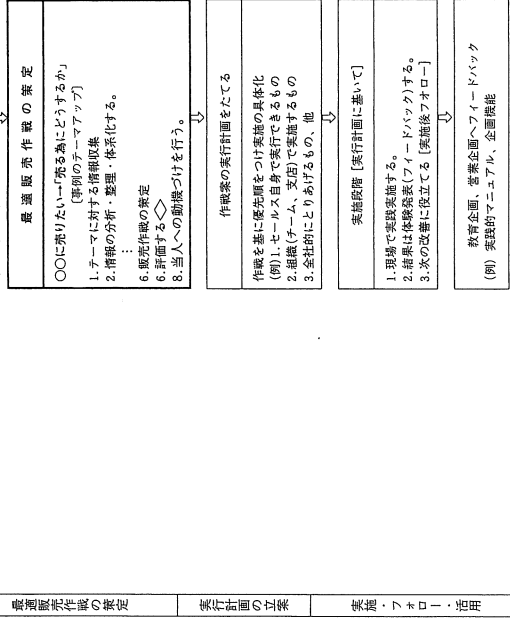 最適販売作戦の策定
〇〇に売りたい→「売る為にどうするか」
[事例のテーマアップ]
1.テーマに対する情報収集
2.情報の分析・整理・体系化する。
⋮
6.販売作戦の策定
6.評価する◇
8.当人への動機づけを行う。
作戦案の実行計画をたてる
作戦を基に優先順をつけ実施の具体化
(例)1.セールス自身で実行できるもの
2.組織(チーム、支店)で実施するもの
3.全社的にとりあげるもの、他
実施段階[実行計画に基いて]
1.現場で実践実施する。
2.結果は体験発表(フィードバック)する。
3.次の改善に役立てる[実施後フォロー]
教育企画、営業企画へフィードバック
(例) 実践的マニュアル、企画機能
最適販売作戦の策定
実行計画の立案
実施・フォロー・活用